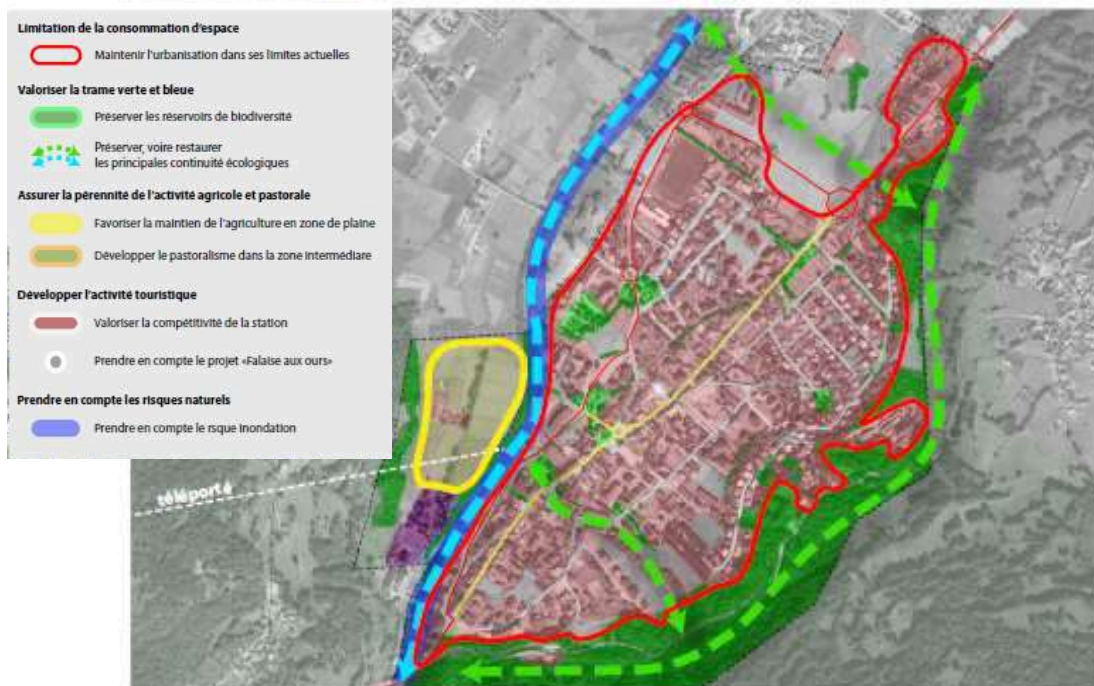 Limitation de la consommation d'espace
Maintenir l'urbanisation dans ses limites actuelles
Valoriser la trame verte et bleue
Préserver les réservoirs de biodiversité
Préserver, voire restaurer
les principales continuité écologiques
Assurer la pérennité de l'activité agricole et pastorale
Favoriser la maintien de l'agriculture en zone de plaine
Développer le pastoralisme dans la zone intermédiare
Développer l'activité touristique
Valoriser la compétitivité de la station
Prendre en compte le projet «Falaise aux ours»
Prendre en compte les risques naturels
Prendre en compte le risque inondation
téléporté